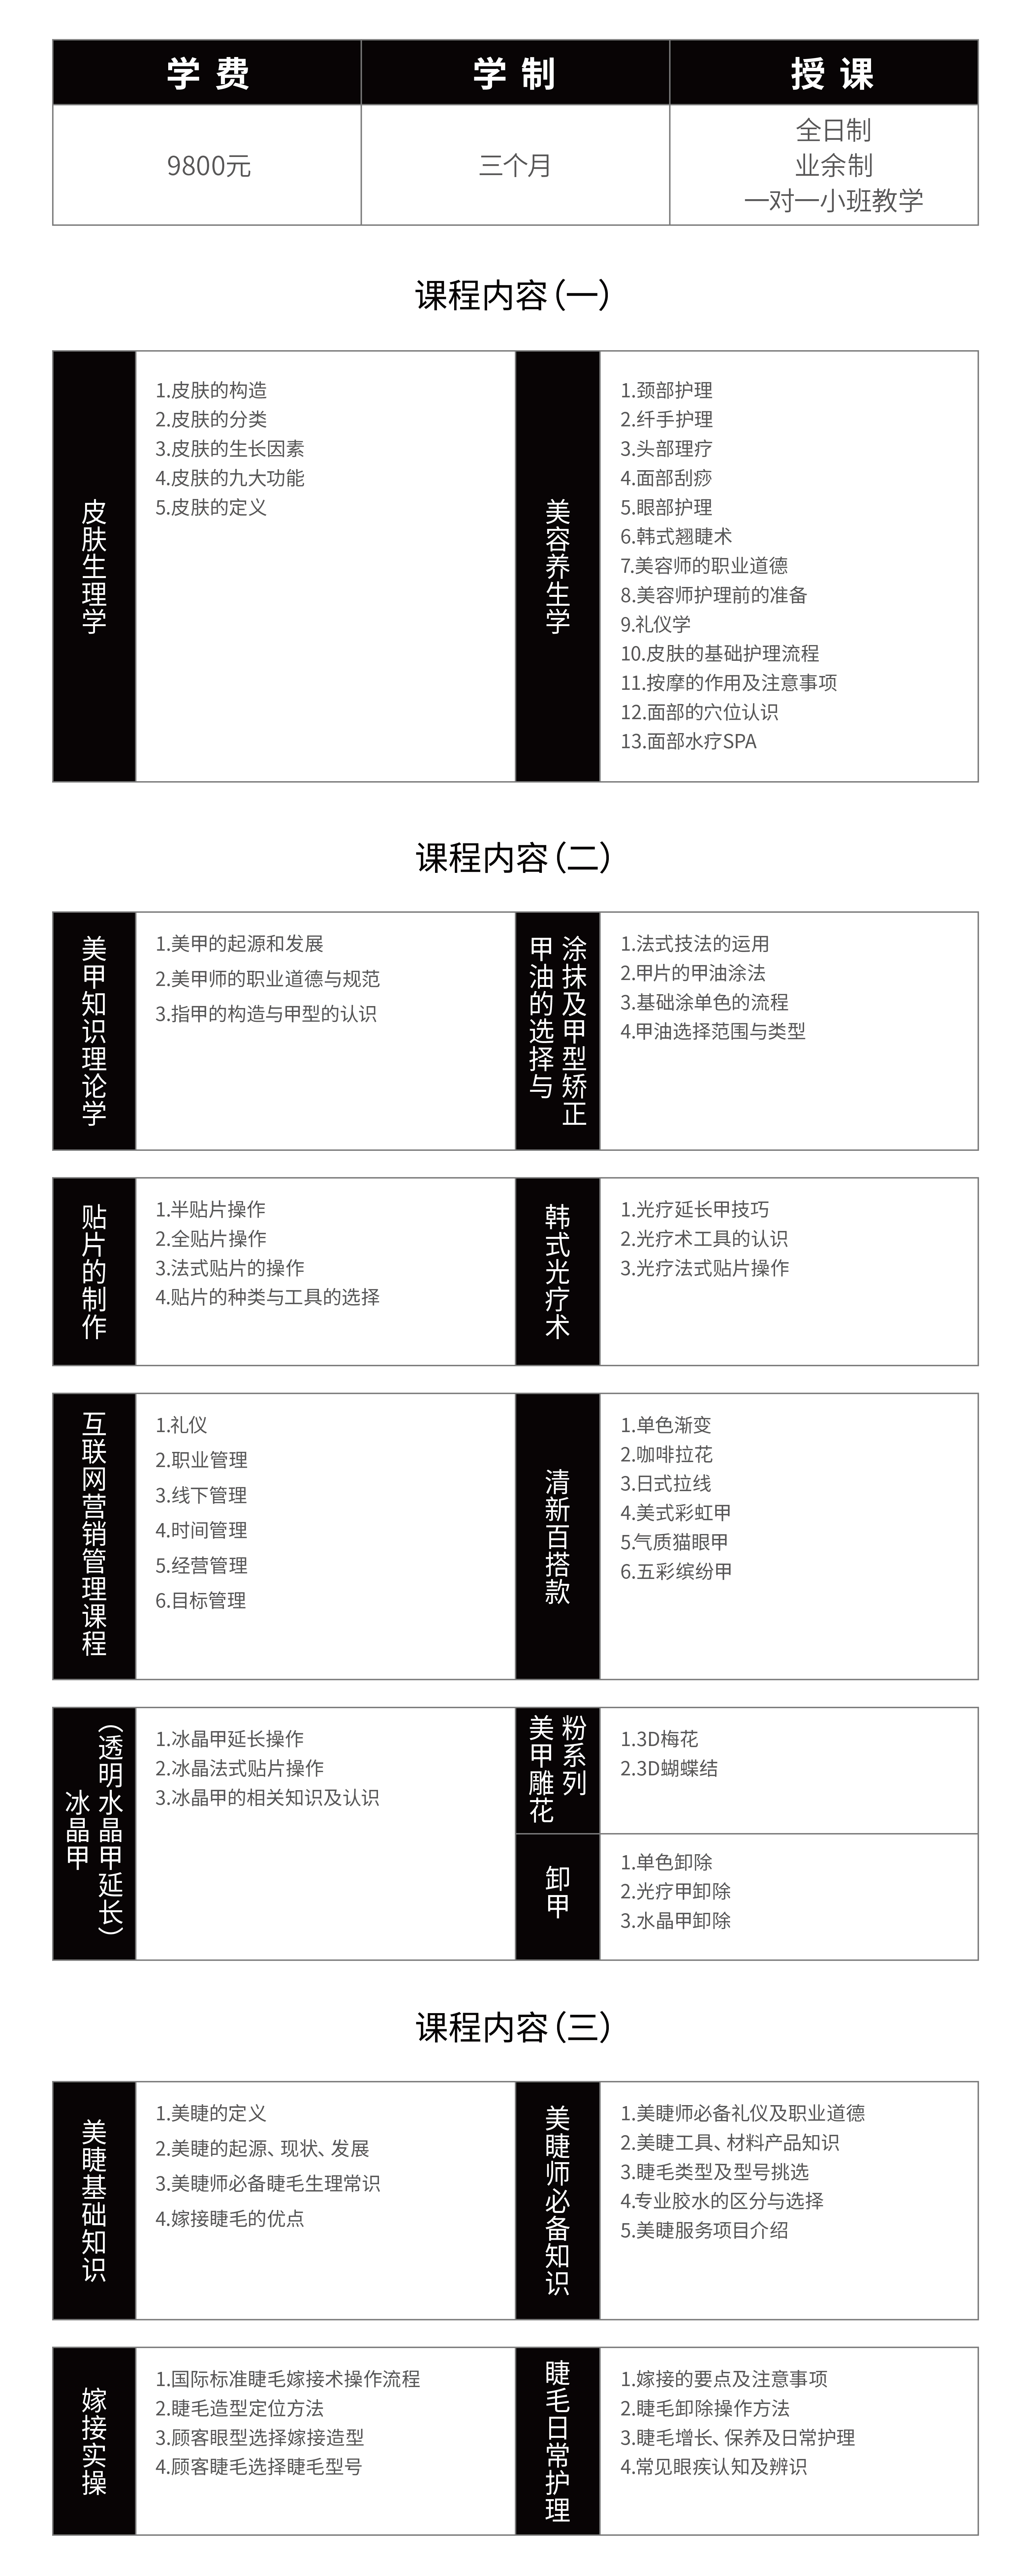 学费
学制
授课
9800元
三个月
全日制
业余制
一对一小班教学
课程内容（一）
皮肤生理学
1.皮肤的构造
2.皮肤的分类
3.皮肤的生长因素
4.皮肤的九大功能
5.皮肤的定义
美容养生学
1.颈部护理
2.纤手护理
3.头部理疗
4.面部刮痧
5.眼部护理
6.韩式翘睫术
7.美容师的职业道德
8.美容师护理前的准备
9.礼仪学
10.皮肤的基础护理流程
11.按摩的作用及注意事项
12.面部的穴位认识
13.面部水疗SPA
课程内容（二）
美甲知识理论学
1.美甲的起源和发展
2.美甲师的职业道德与规范
3.指甲的构造与甲型的认识
甲油的选择与
涂抹及甲型矫正
1.法式技法的运用
2.甲片的甲油涂法
3.基础涂单色的流程
4.甲油选择范围与类型
贴片的制作
1.半贴片操作
2.全贴片操作
3.法式贴片的操作
4.贴片的种类与工具的选择
韩式光疗术
1.光疗延长甲技巧
2.光疗术工具的认识
3.光疗法式贴片操作
互联网营销管理课程
1.礼仪
2.职业管理
3.线下管理
4.时间管理
5.经营管理
6.目标管理
清新百搭款
1.单色渐变
2.咖啡拉花
3.日式拉线
4.美式彩虹甲
5.气质猫眼甲
6.五彩缤纷甲
冰晶甲
（透明水晶甲延长）
1.冰晶甲延长操作
2.冰晶法式贴片操作
3.冰晶甲的相关知识及认识
美甲雕花
粉系列
1.3D梅花
2.3D蝴蝶结
卸甲
1.单色卸除
2.光疗甲卸除
3.水晶甲卸除
课程内容（三）
美睫基础知识
1.美睫的定义
2.美睫的起源、现状、发展
3.美睫师必备睫毛生理常识
4.嫁接睫毛的优点
美睫师必备知识
1.美睫师必备礼仪及职业道德
2.美睫工具、材料产品知识
3.睫毛类型及型号挑选
4.专业胶水的区分与选择
5.美睫服务项目介绍
嫁接实操
1.国际标准睫毛嫁接术操作流程
2.睫毛造型定位方法
3.顾客眼型选择嫁接造型
4.顾客睫毛选择睫毛型号
睫毛日常护理
1.嫁接的要点及注意事项
2.睫毛卸除操作方法
3.睫毛增长、保养及日常护理
4.常见眼疾认知及辨识